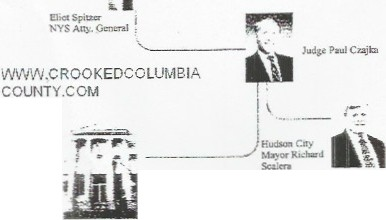 Eliot Spitzer
NYS Atty. General
Judge Paul Czajka
WWW,CROOKEDCOLUMBIA
COUNTY.COM
Hudson City
Mayor Richard
Scalera